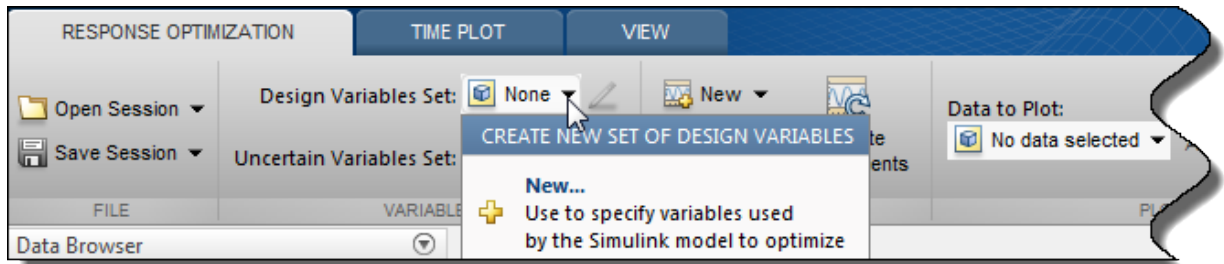 RESPONSE OPTIMIZATION TIME PLOT VIEW
Open Session
Save Session
FILE
Design Variables Set: None
Uncertain Variables Set:
New
Data to Plot:
No data selected
CREATE NEW SET OF DESIGN VARIABLES
New...
Use to specify variables used
by the Simulink model to optimize
Data Browser